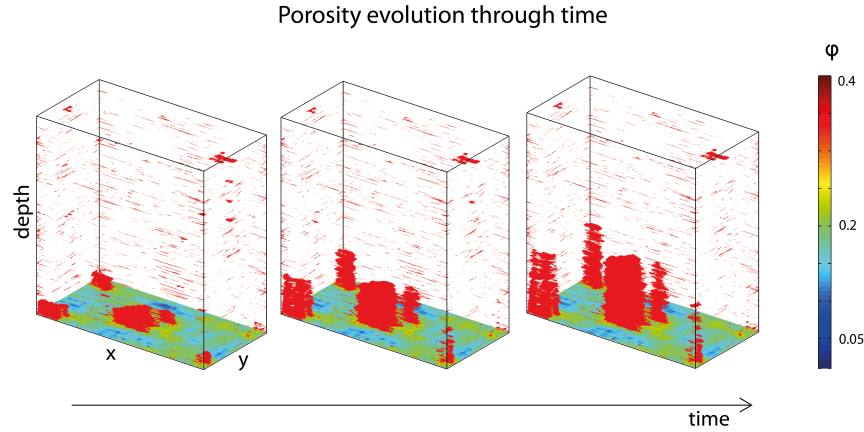 Porosity evolution through time
φ
0.4
depth
0.2
0.05
x
y
time